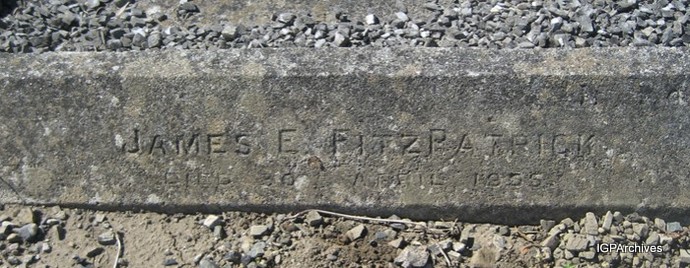 JAMES E. FITZPATRICK
DIED APRIL
IGPArchives